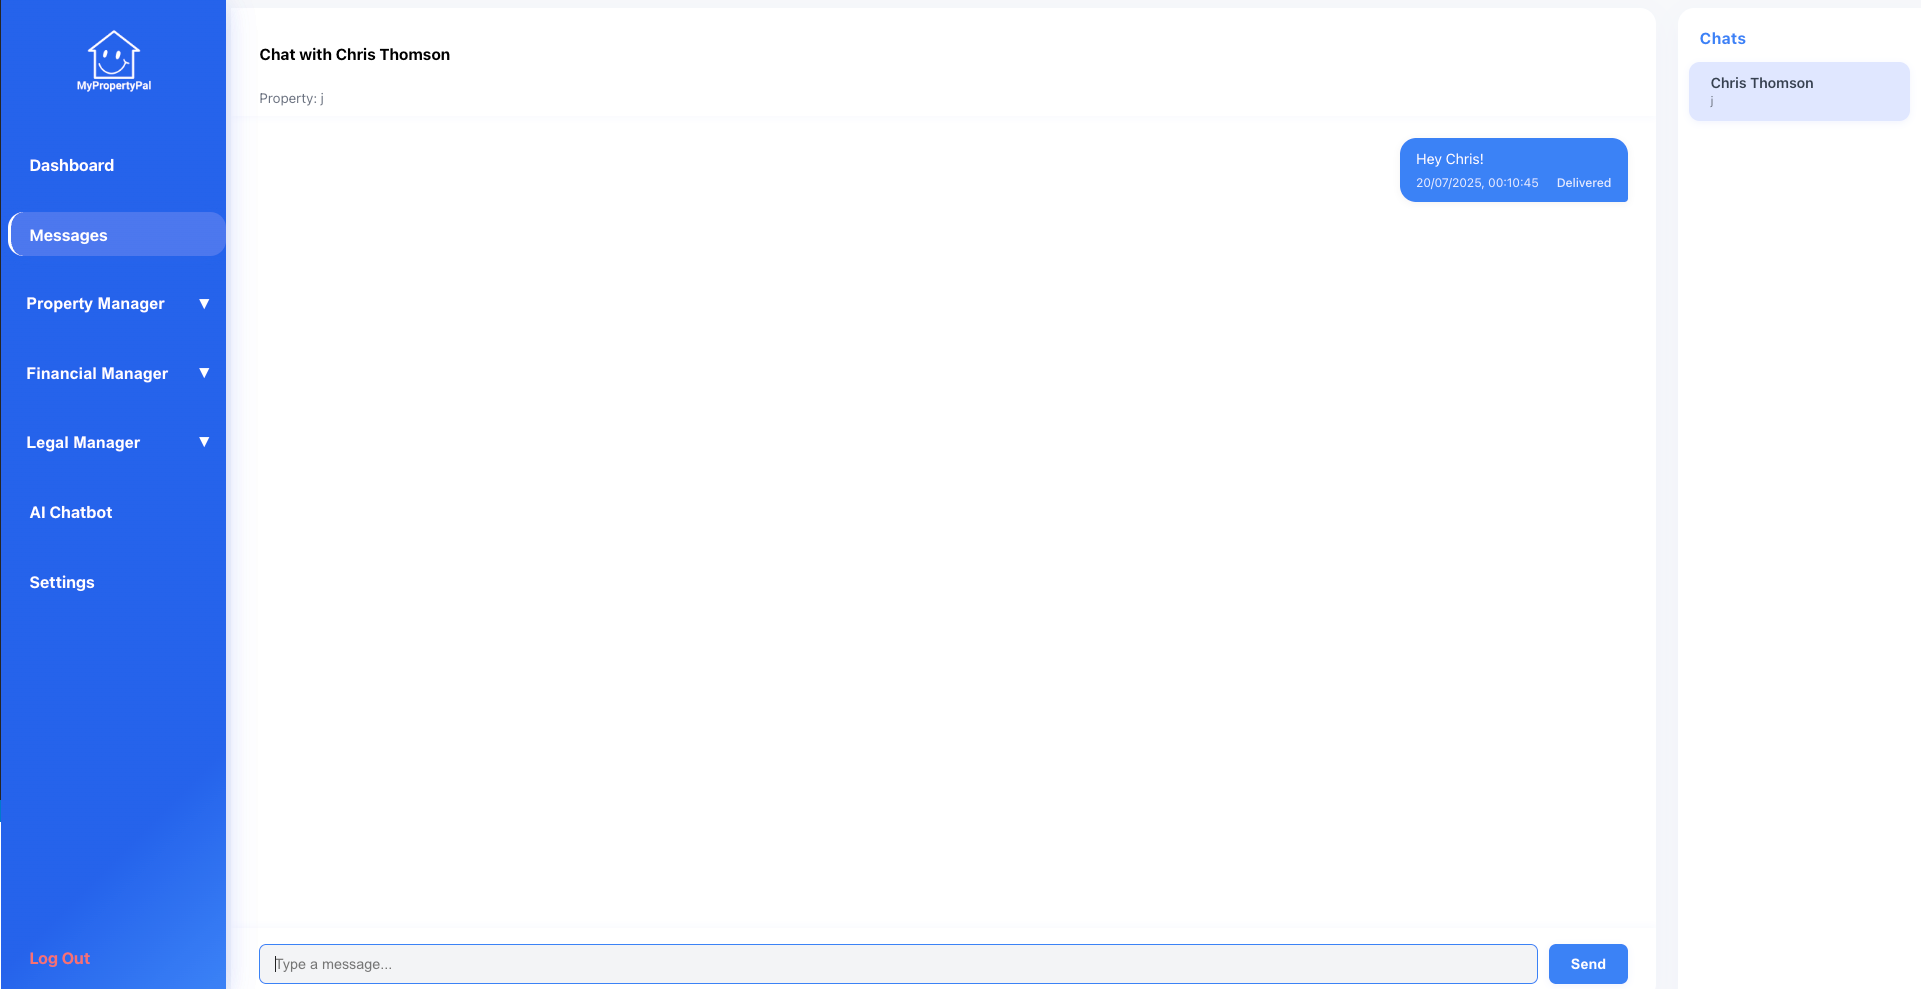 MyPropertyPal
Dashboard
Messages
Property Manager ▼
Financial Manager ▼
Legal Manager ▼
AI Chatbot
Settings
Log Out
Chat with Chris Thomson
Property: j
Hey Chris!
20/07/2025, 00:10:45 Delivered
Type a message...
Send
Chats
Chris Thomson
j